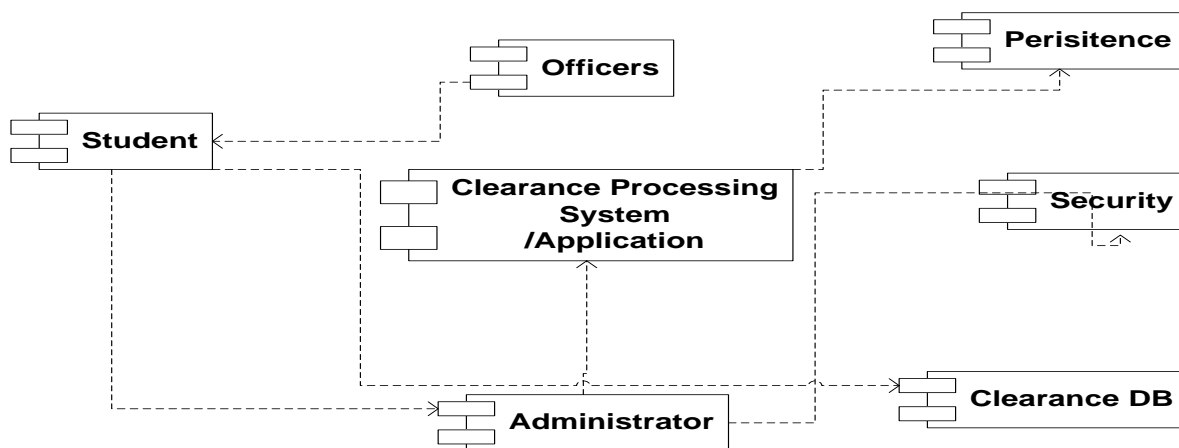 Perisitence
Officers
Student
Clearance Processing
System
/Application
Security
Clearance DB
Administrator